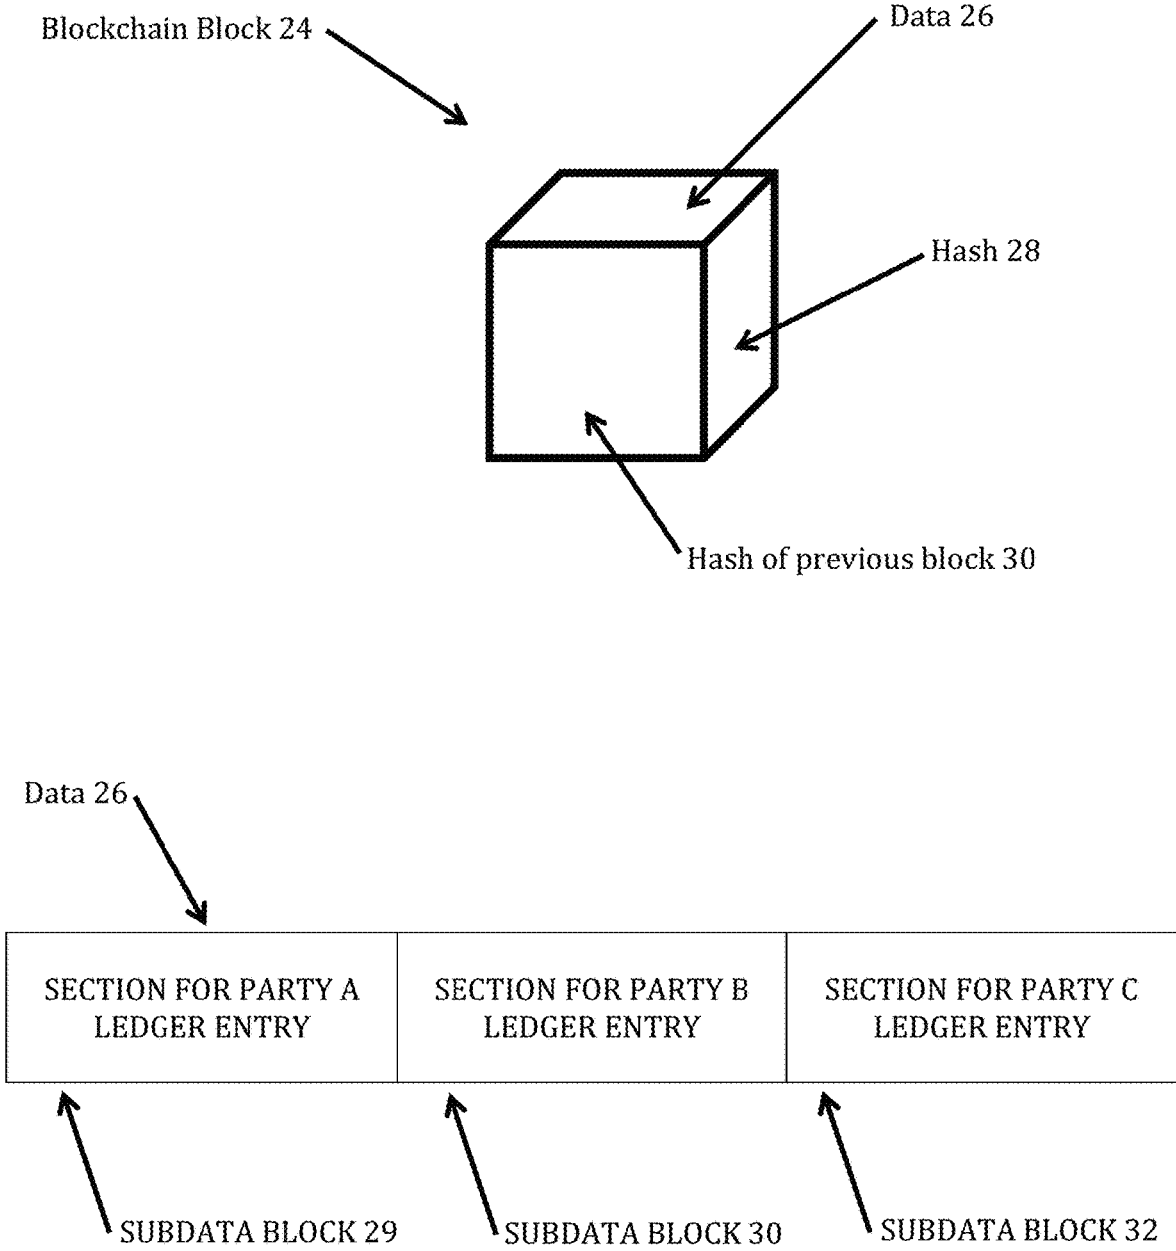 Blockchain Block 24
Data 26
Hash 28
Hash of previous block 30
Data 26
SECTION FOR PARTY A
LEDGER ENTRY
SECTION FOR PARTY B
LEDGER ENTRY
SECTION FOR PARTY C
LEDGER ENTRY
SUBDATA BLOCK 29
SUBDATA BLOCK 30
SUBDATA BLOCK 32